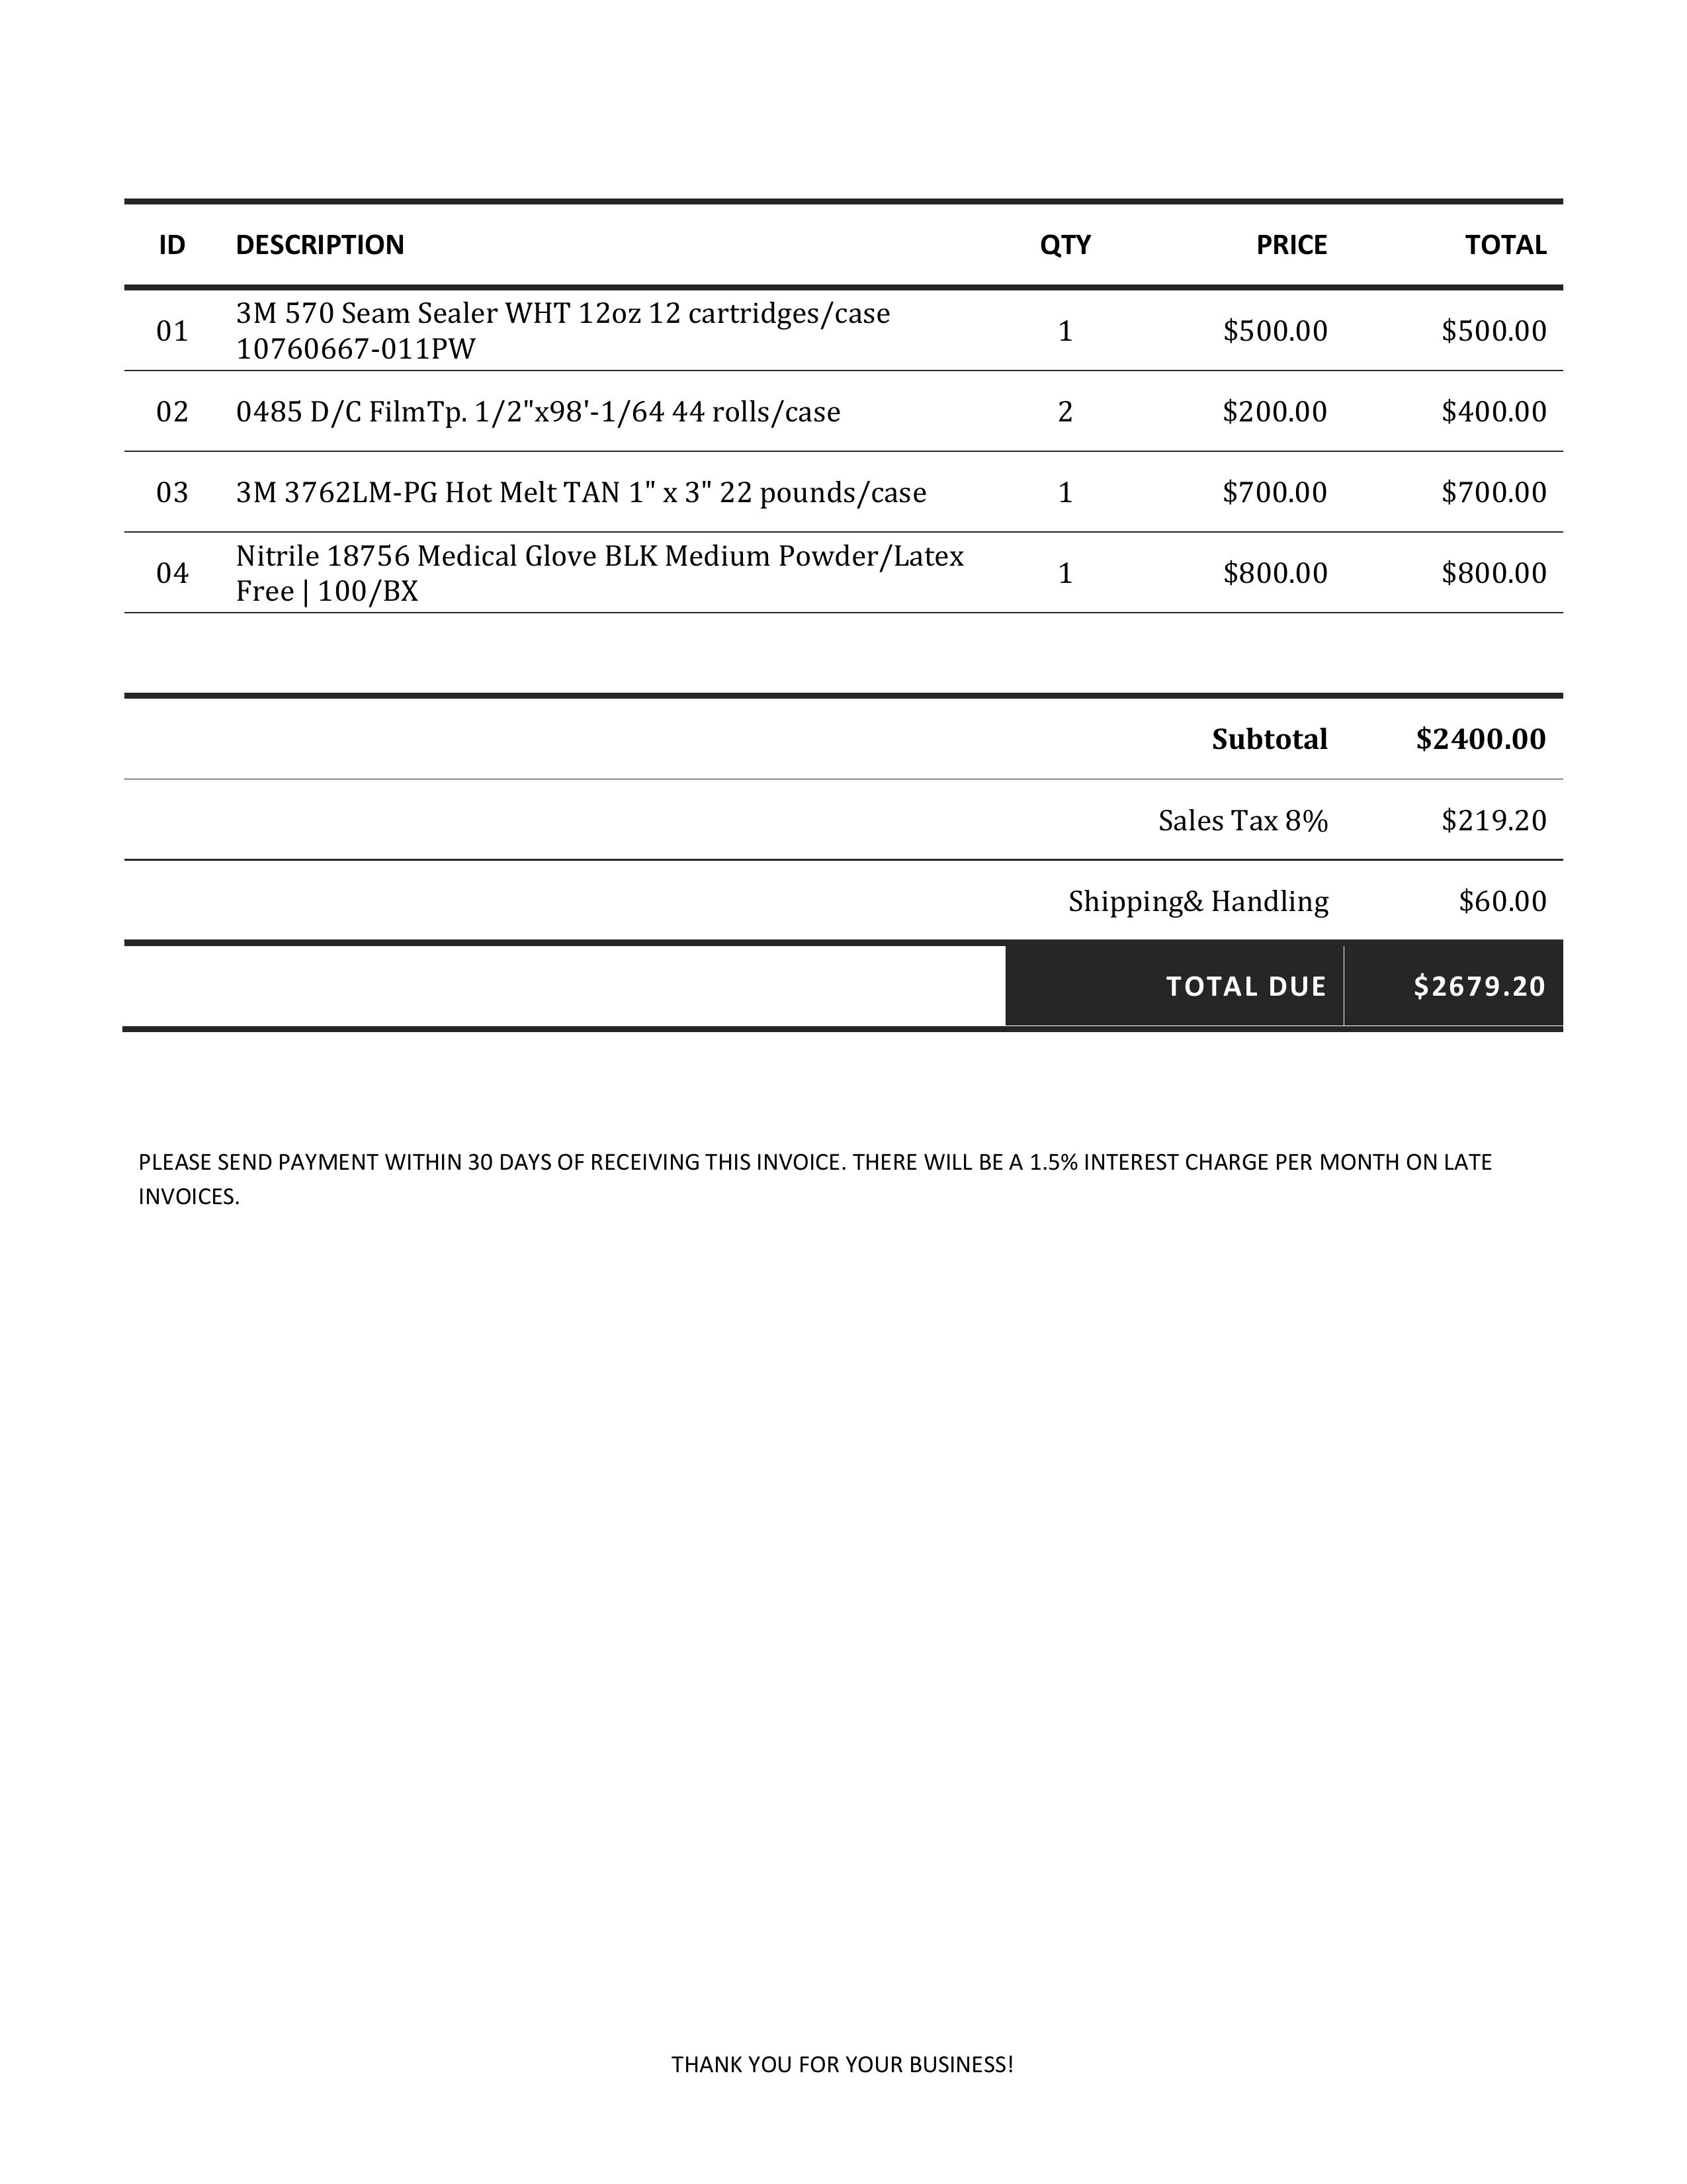 ID DESCRIPTION QTY PRICE TOTAL
3M 570 Seam Sealer WHT 12oz 12 cartridges/case
01 10760667-011PW 1 $500.00 $500.00
02 0485 D/C FilmTp. 1/2"x98'-1/64 44 rolls/case 2 $200.00 $400.00
03 3M 3762LM-PG Hot Melt TAN 1" x 3" 22 pounds/case 1 $700.00 $700.00
Nitrile 18756 Medical Glove BLK Medium Powder/Latex
04 Free | 100/BX 1 $800.00 $800.00
Subtotal $2400.00
Sales Tax 8% $219.20
Shipping& Handling $60.00
TOTAL DUE $2679.20
PLEASE SEND PAYMENT WITHIN 30 DAYS OF RECEIVING THIS INVOICE. THERE WILL BE A 1.5% INTEREST CHARGE PER MONTH ON LATE
INVOICES.
THANK YOU FOR YOUR BUSINESS!